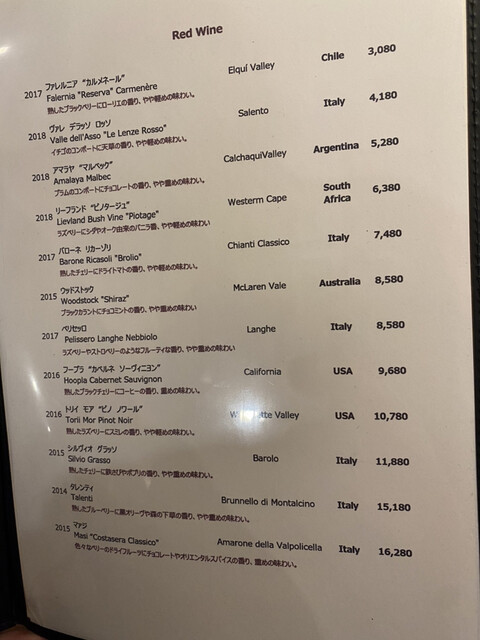 Red Wine
ファレルニア "カルメネール"
2017 Falernia "Reserva" Carmenère Elquí Valley Chile 3,080
熟したブラックベリーにローリエの香り、やや軽めの味わい。
ヴァレ デラッソ ロッソ
2018 Valle dell'Asso "Le Lenze Rosso" Salento Italy 4,180
イチゴのコンポートに天草の香り、やや軽めの味わい。
アマラヤ "マルベック"
2018 Amalaya Malbec CalchaquiValley Argentina 5,280
プラムのコンポートにチョコレートの香り、やや重めの味わい。
リーフランド "ピノタージュ"
2018 Lievland Bush Vine "Piotage" Westerm Cape South Africa 6,380
ラズベリーにシダやオーク由来のバニラ香、やや軽めの味わい
バローネ リカーゾリ
2017 Barone Ricasoli "Brolio" Chianti Classico Italy 7,480
熟したチェリーにドライトマトの香り、やや軽めの味わい。
ウッドストック
2015 Woodstock "Shiraz" McLaren Vale Australia 8,580
ブラックカラントにチョコミントの香り、やや重めの味わい
ペリセッロ
2017 Pelissero Langhe Nebbiolo Langhe Italy 8,580
ラズベリーやストロベリーのようなフルーティな香り、やや重めの味わい
フープラ "カベルネ ソーヴィニヨン"
2016 Hoopla Cabernet Sauvignon California USA 9,680
熟したブラックチェリーにコーヒーの香り、重めの味わい。
トリイ モア "ピノ ノワール"
2016 Torii Mor Pinot Noir Valley USA 10,780
熟したラズベリーにスミレの香り、やや軽めの味わい。
シルヴィオ グラッソ
2015 Silvio Grasso Barolo Italy 11,880
熟したチェリーに鉄さびやポプリの香り、やや重めの味わい。
タレンティ
2014 Talenti Brunnello di Montalcino Italy 15,180
熟したブルーベリーに黒オリーヴや森の下草の香り、やや重めの味わい。
マァジ
2015 Masi "Costasera Classico" Amarone della Valpolicella Italy 16,280
色々なベリーのドライフルーツにチョコレートやオリエンタルスパイスの香り、重めの味わい。